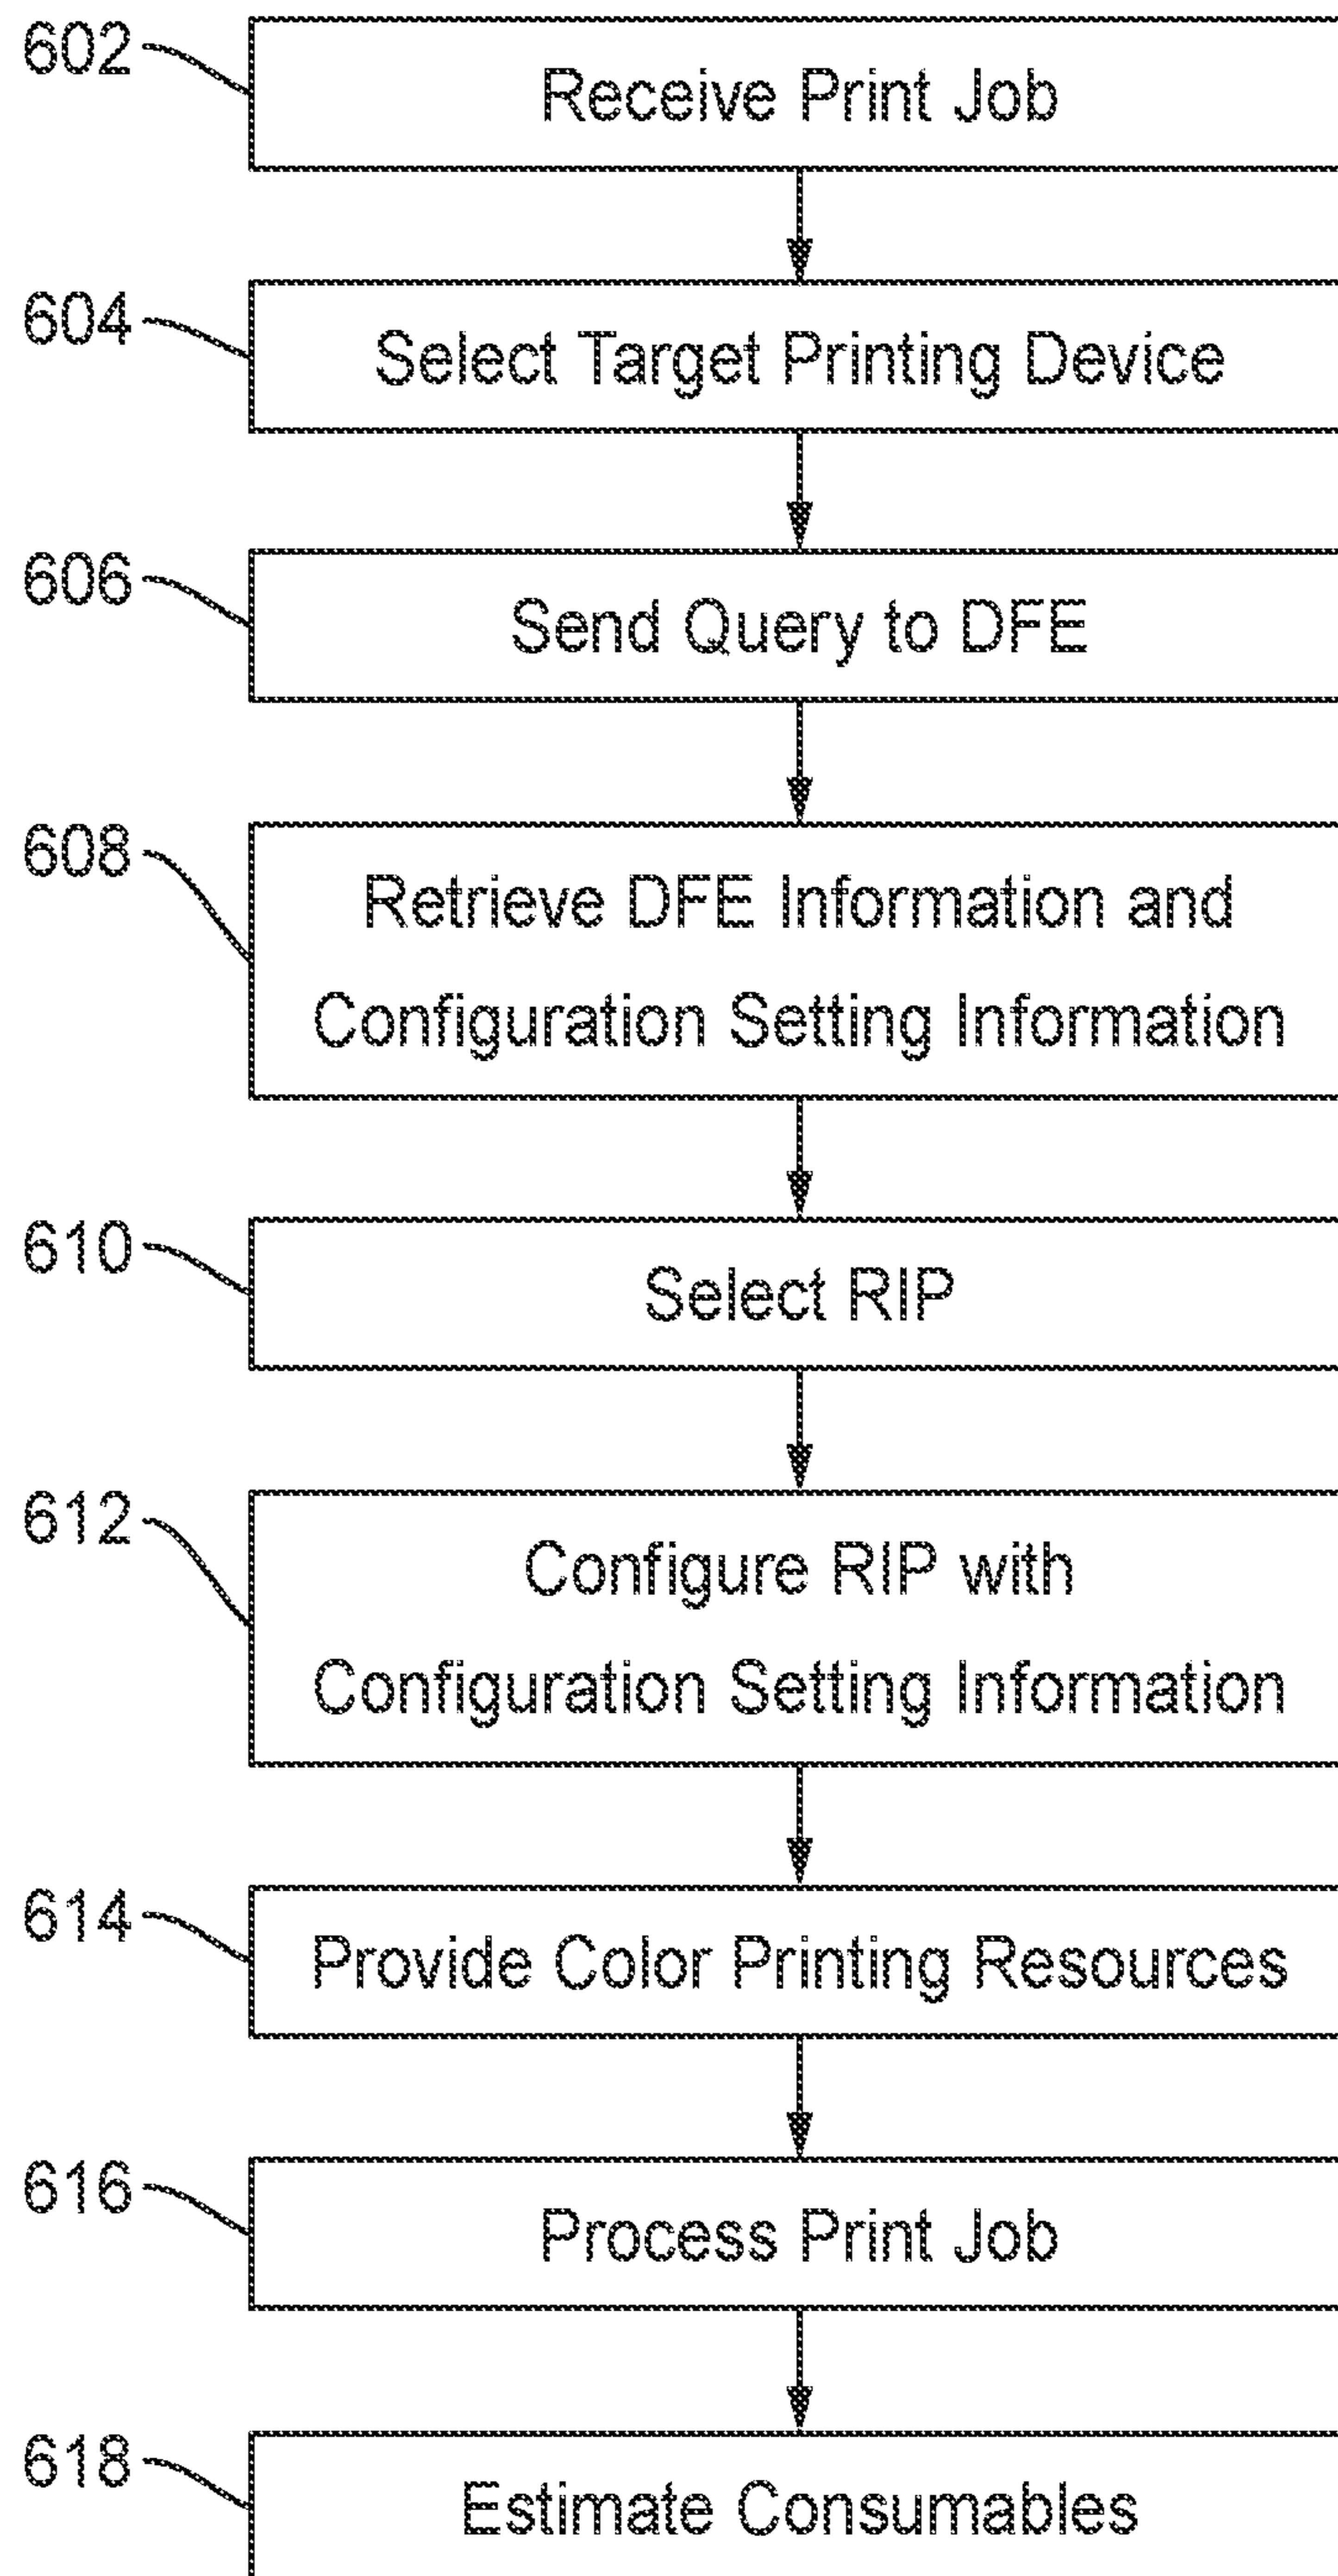 602
Receive Print Job
604
Select Target Printing Device
606
Send Query to DFE
608
Retrieve DFE Information and
Configuration Setting Information
610
Select RIP
612
Configure RIP with
Configuration Setting Information
614
Provide Color Printing Resources
616
Process Print Job
618
Estimate Consumables